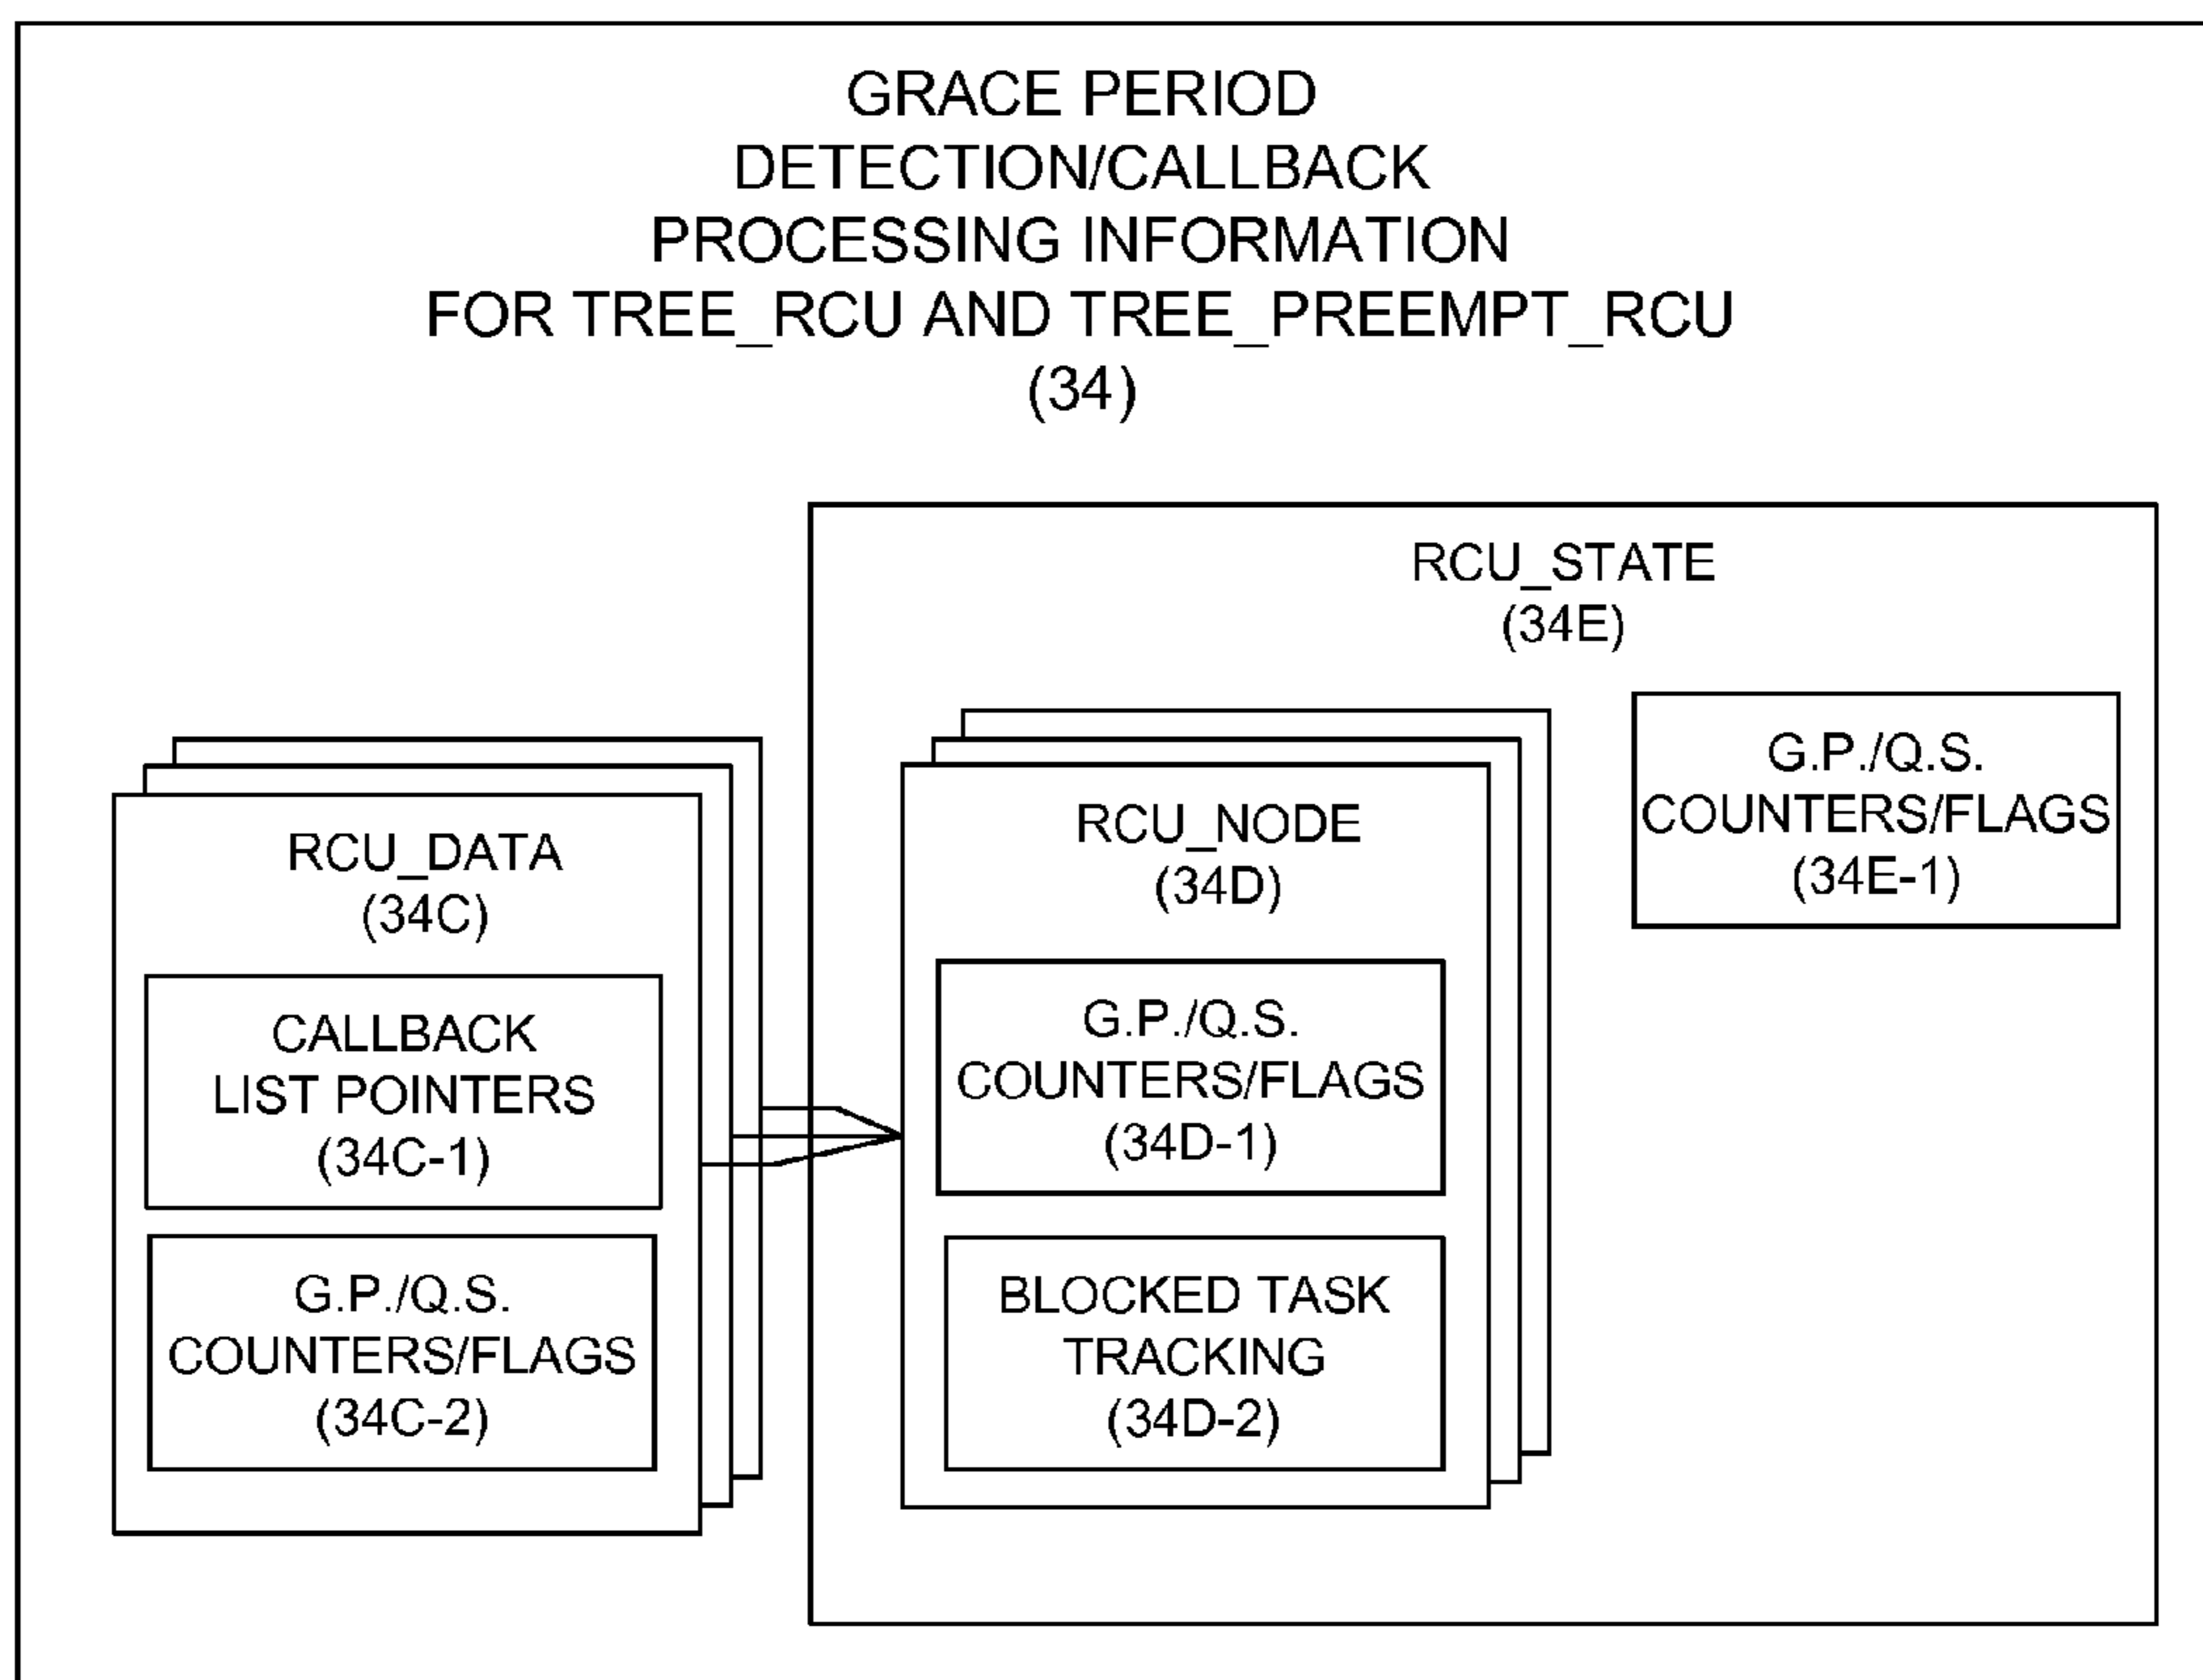 GRACE PERIOD
DETECTION/CALLBACK
PROCESSING INFORMATION
FOR TREE_RCU AND TREE_PREEMPT_RCU
(34)
RCU_STATE
(34E)
G.P./Q.S.
COUNTERS/FLAGS
(34E-1)
RCU_DATA
(34C)
CALLBACK
LIST POINTERS
(34C-1)
G.P./Q.S.
COUNTERS/FLAGS
(34C-2)
RCU_NODE
(34D)
G.P./Q.S.
COUNTERS/FLAGS
(34D-1)
BLOCKED TASK
TRACKING
(34D-2)